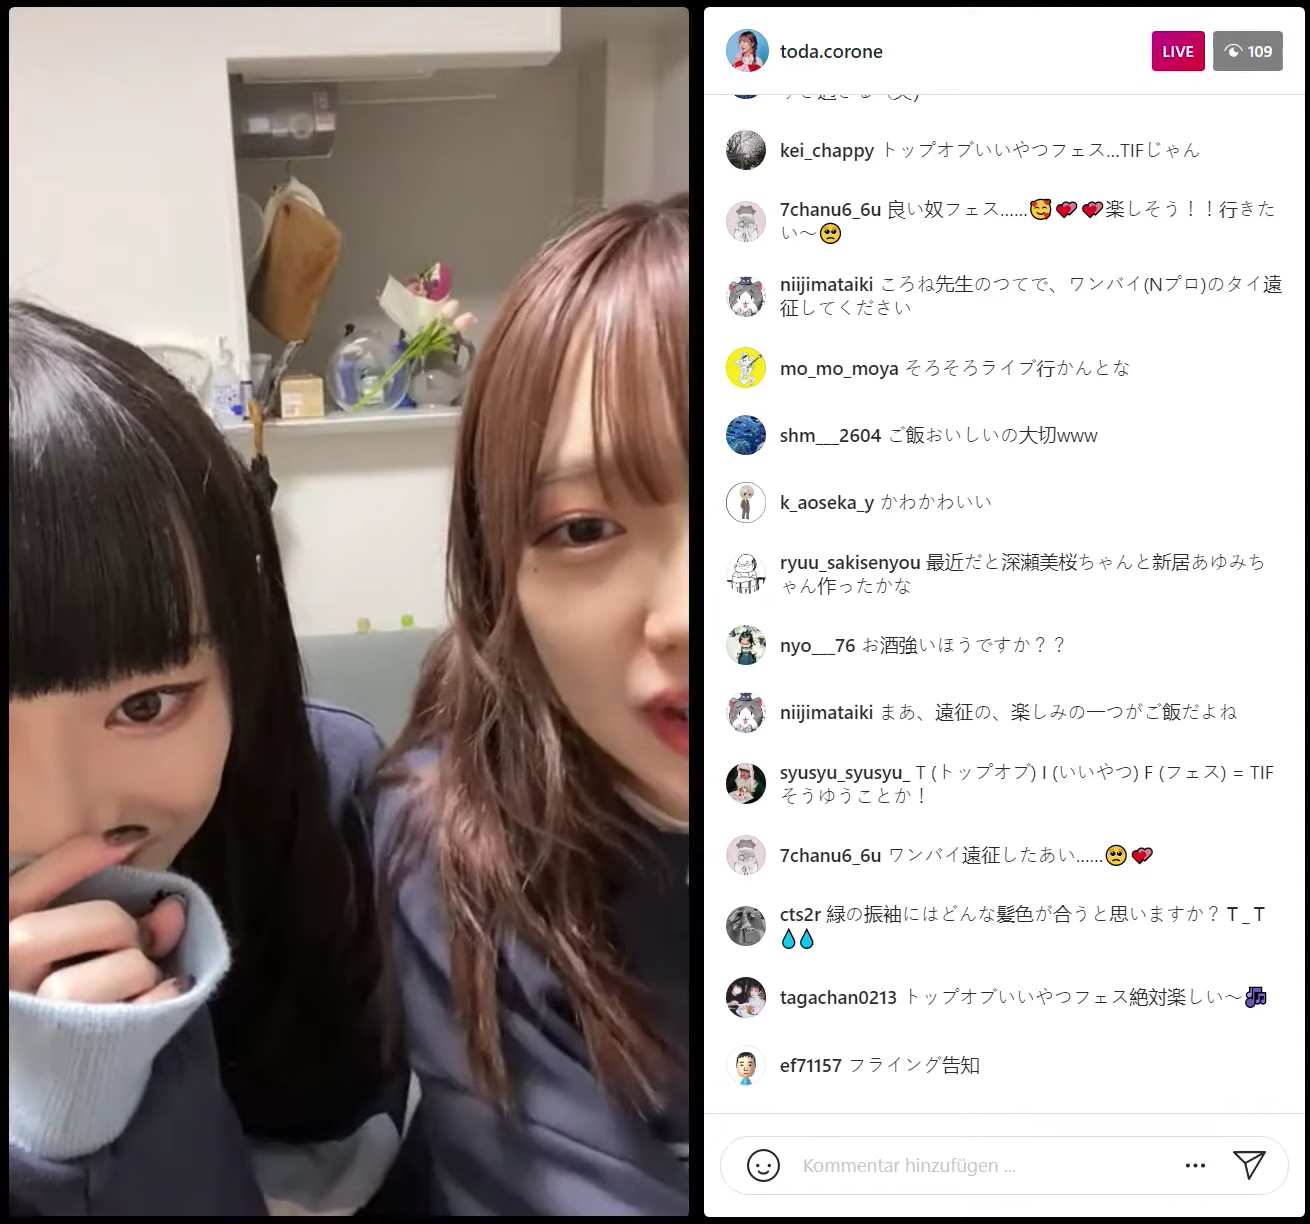 toda.corone
LIVE
109
kei_chappy トップオブいいやつフェス...TIFじゃん
7chanu6_6u 良い奴フェス......🥰💕💕楽しそう！！行きた
い〜🥺
niijimataiki ころね先生のつてで、ワンバイ(Nプロ)のタイ遠
征してください
mo_mo_moya そろそろライブ行かんとな
shm___2604 ご飯おいしいの大切www
k_aoseka_y かわかわいい
ryuu_sakisenyou 最近だと深瀬美桜ちゃんと新居あゆみち
ゃん作ったかな
nyo___76 お酒強いほうですか？？
niijimataiki まあ、遠征の、楽しみの一つがご飯だよね
syusyu_syusyu_ T (トップオブ) I (いいやつ) F (フェス) = TIF
そうゆうことか！
7chanu6_6u ワンバイ遠征したあい......🥺💕
cts2r 緑の振袖にはどんな髪色が合うと思いますか？T_T
💧💧
tagachan0213 トップオブいいやつフェス絶対楽しい〜🎶
ef71157 フライング告知
Kommentar hinzufügen ...